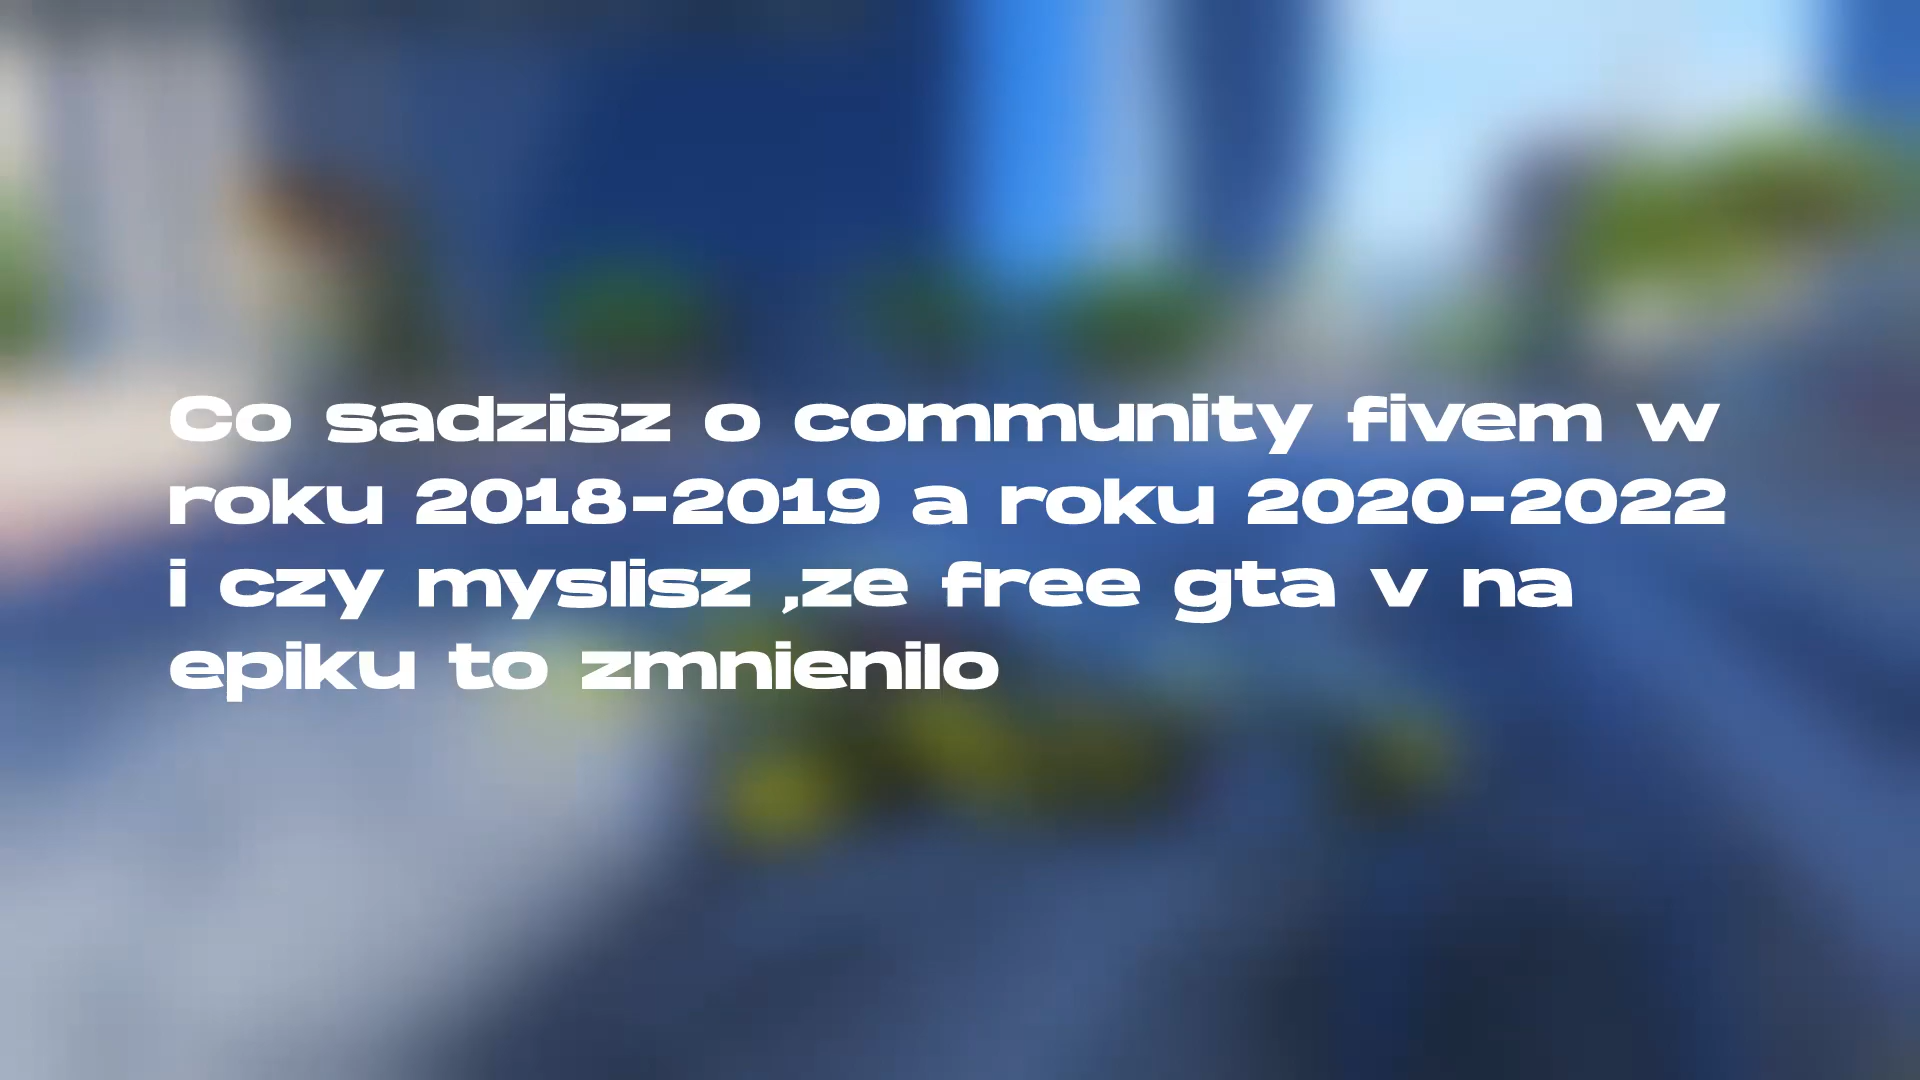 Co sadzisz o community fivem w
roku 2018-2019 a roku 2020-2022
i czy myslisz ,ze free gta v na
epiku to zmnienilo